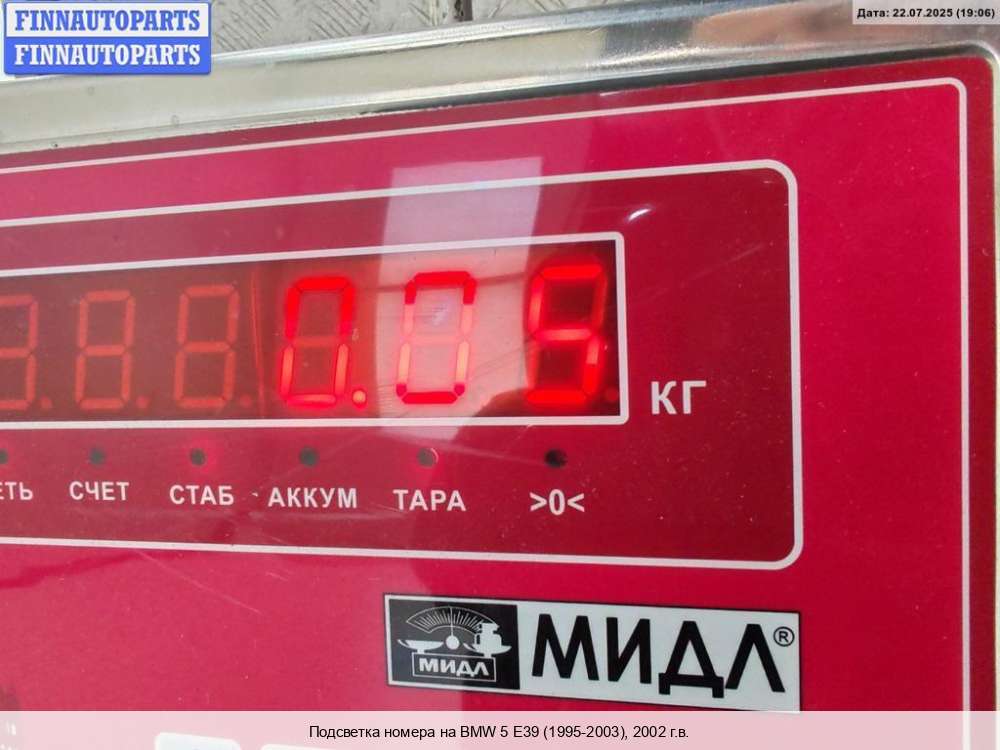 FINNAUTOPARTS
FINNAUTOPARTS
Дата: 22.07.2025 (19:06)
0.05
КГ
СЧЕТ СТАБ АККУМ ТАРА >0<
МИДЛ
МИДЛ®
Подсветка номера на BMW 5 E39 (1995-2003), 2002 г.в.